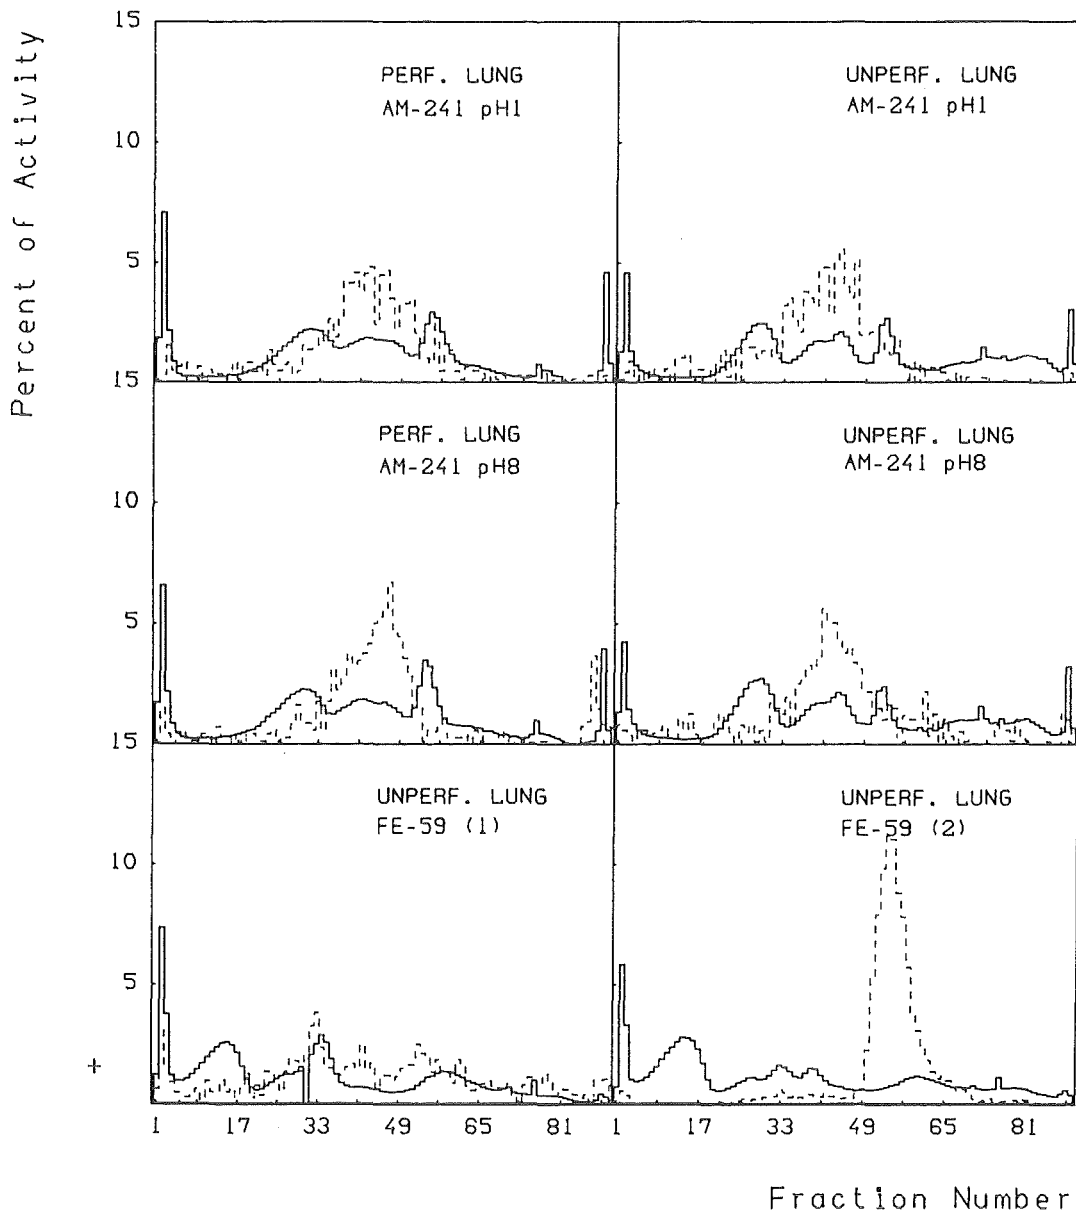 Percent of Activity
15
10
5
PERF. LUNG
AM-241 pH1
UNPERF. LUNG
AM-241 pH1
15
10
5
PERF. LUNG
AM-241 pH8
UNPERF. LUNG
AM-241 pH8
15
10
5
+
UNPERF. LUNG
FE-59 (1)
UNPERF. LUNG
FE-59 (2)
1 17 33 49 65 81 1 17 33 49 65 81
Fraction Number